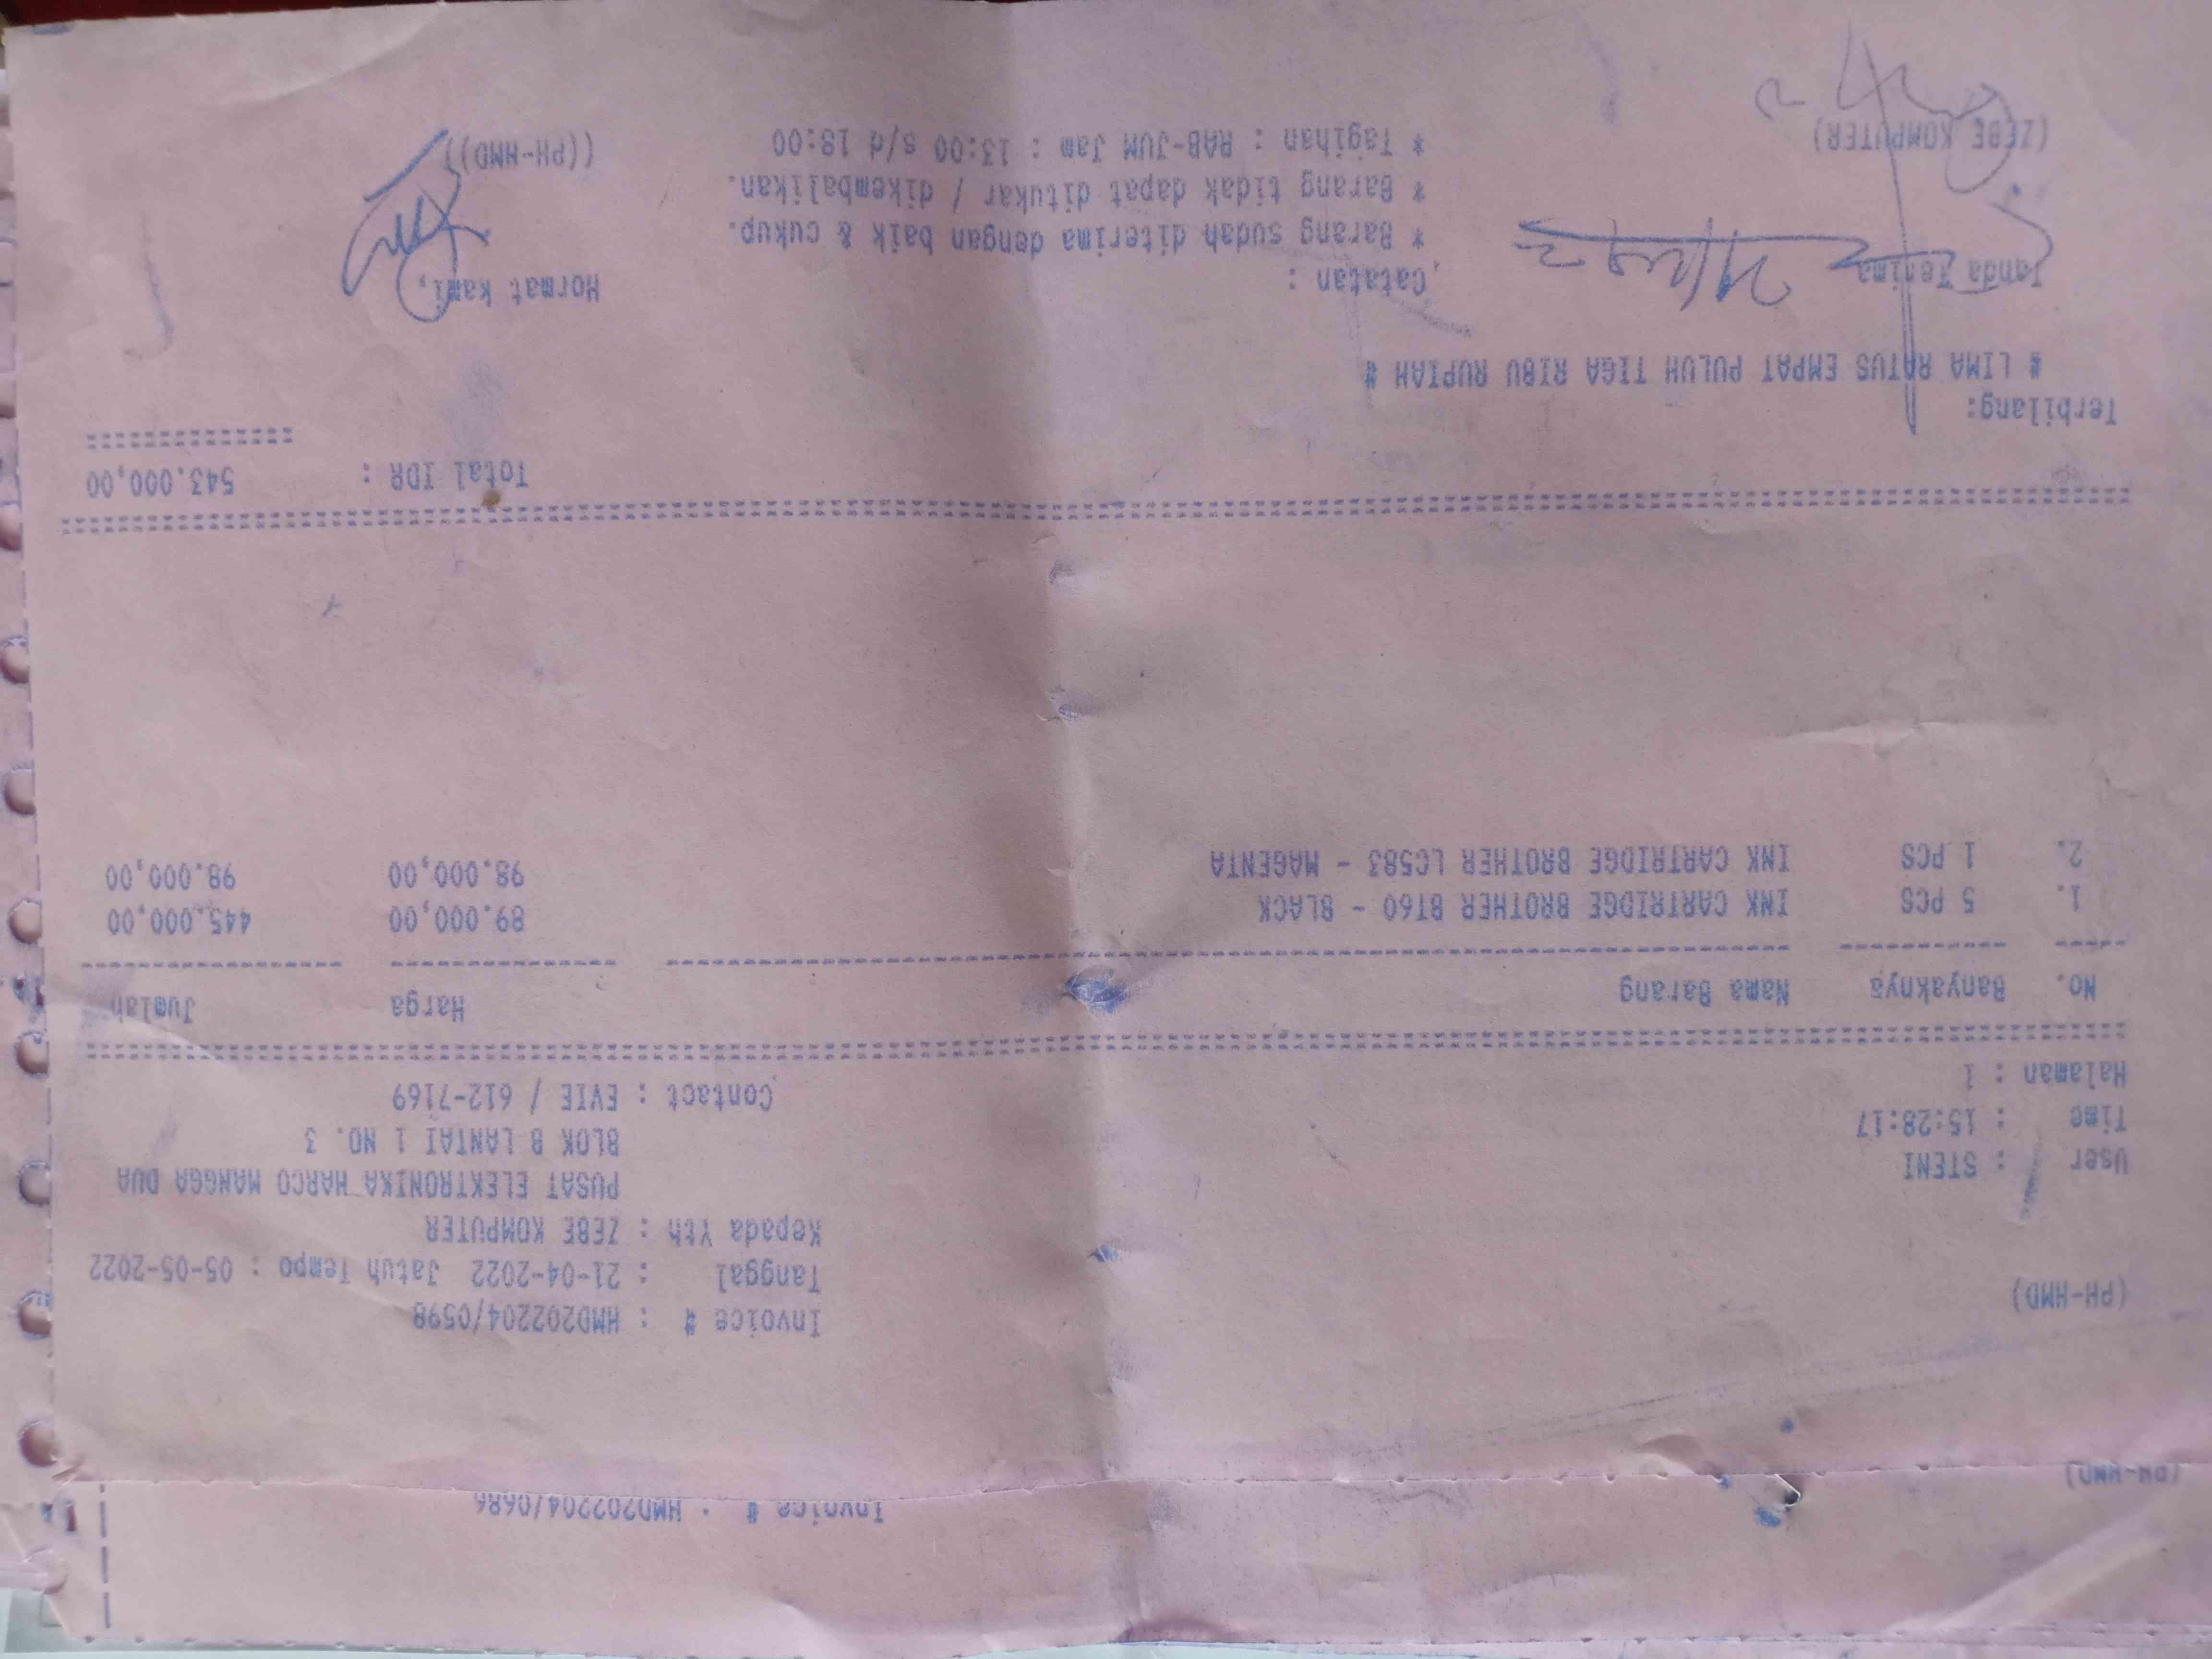 (PH-HMD)
Invoice # : HMD202204/0598
Tanggal : 21-04-2022 Jatuh Tempo : 05-05-2022
Kepada Yth : ZEBE KOMPUTER
PUSAT ELEKTRONIKA HARCO MANGGA DUA
BLOK B LANTAI 1 NO. 3
Contact : EVIE / 612-7169
User : STENI
Time : 15:28:17
Halaman : 1
No. Banyaknya Nama Barang Harga Jumlah
1. 5 PCS INK CARTRIDGE BROTHER BT60 - BLACK 89.000,00 445.000,00
2. 1 PCS INK CARTRIDGE BROTHER LC583 - MAGENTA 98.000,00 98.000,00
Total IDR : 543.000,00
Terbilang:
# LIMA RATUS EMPAT PULUH TIGA RIBU RUPIAH #
Tanda Terima Catatan : Hormat kami,
* Barang sudah diterima dengan baik & cukup.
* Barang tidak dapat ditukar / dikembalikan.
* Tagihan : RAB-JUM Jam : 13:00 s/d 18:00
(ZEBE KOMPUTER) ((PH-HMD))
(PH-HMD)
Invoice # : HMD202204/0686